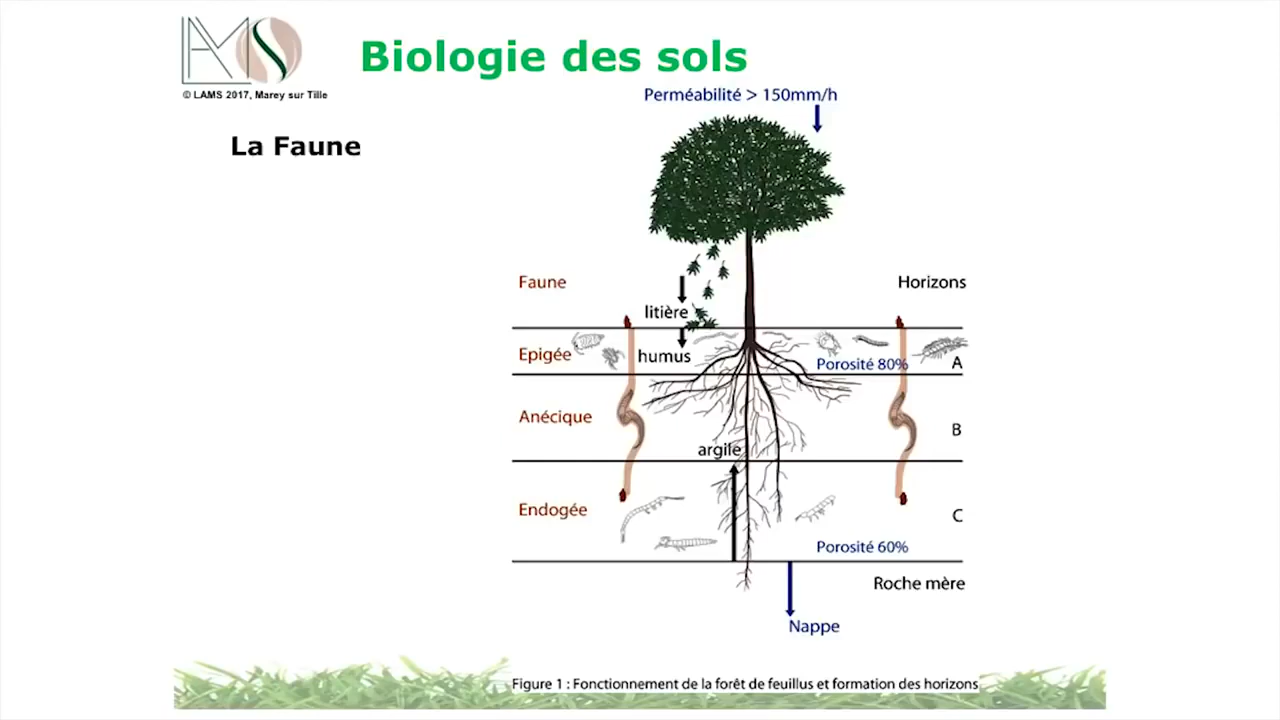 LAMS
© LAMS 2017, Marey sur Tille
Biologie des sols
La Faune
Perméabilité > 150mm/h
Faune
Horizons
litière
Epigée
humus
Porosité 80%
A
Anécique
B
argile
Endogée
C
Porosité 60%
Roche mère
Nappe
Figure 1 : Fonctionnement de la forêt de feuillus et formation des horizons